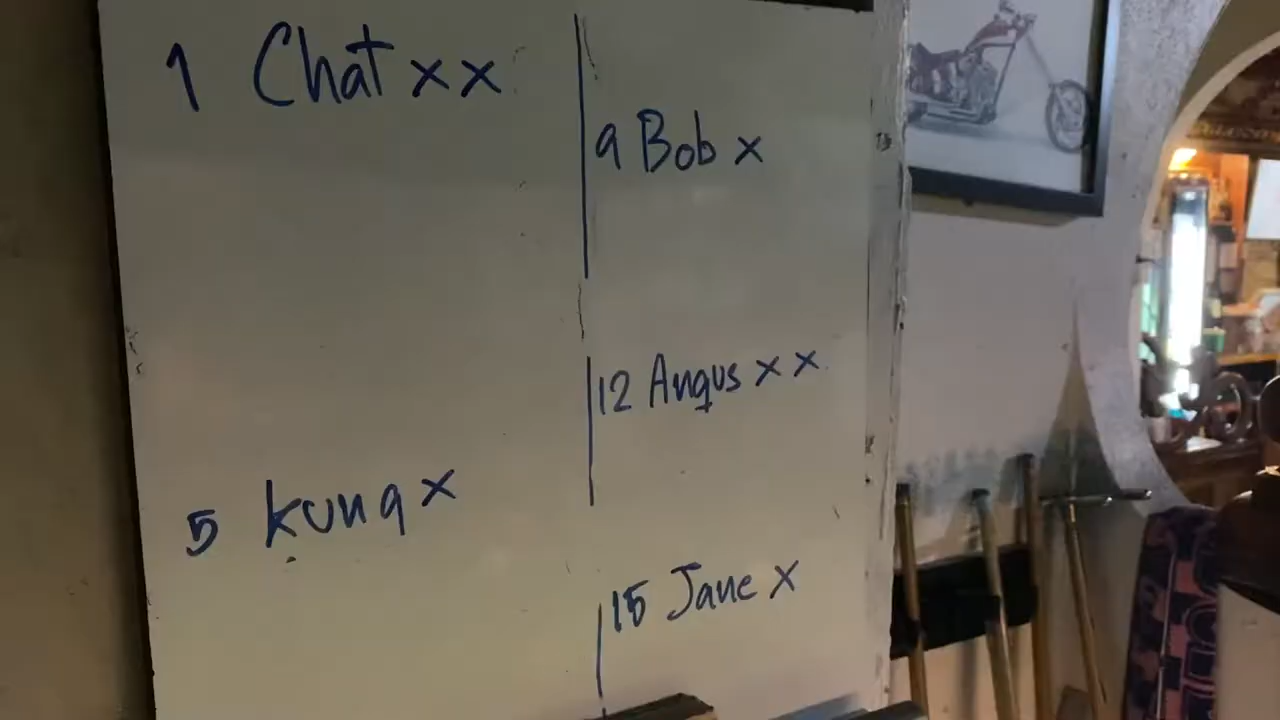 1 Chat x x
5 kung x
9 Bob x
12 Angus x x
15 Jane x